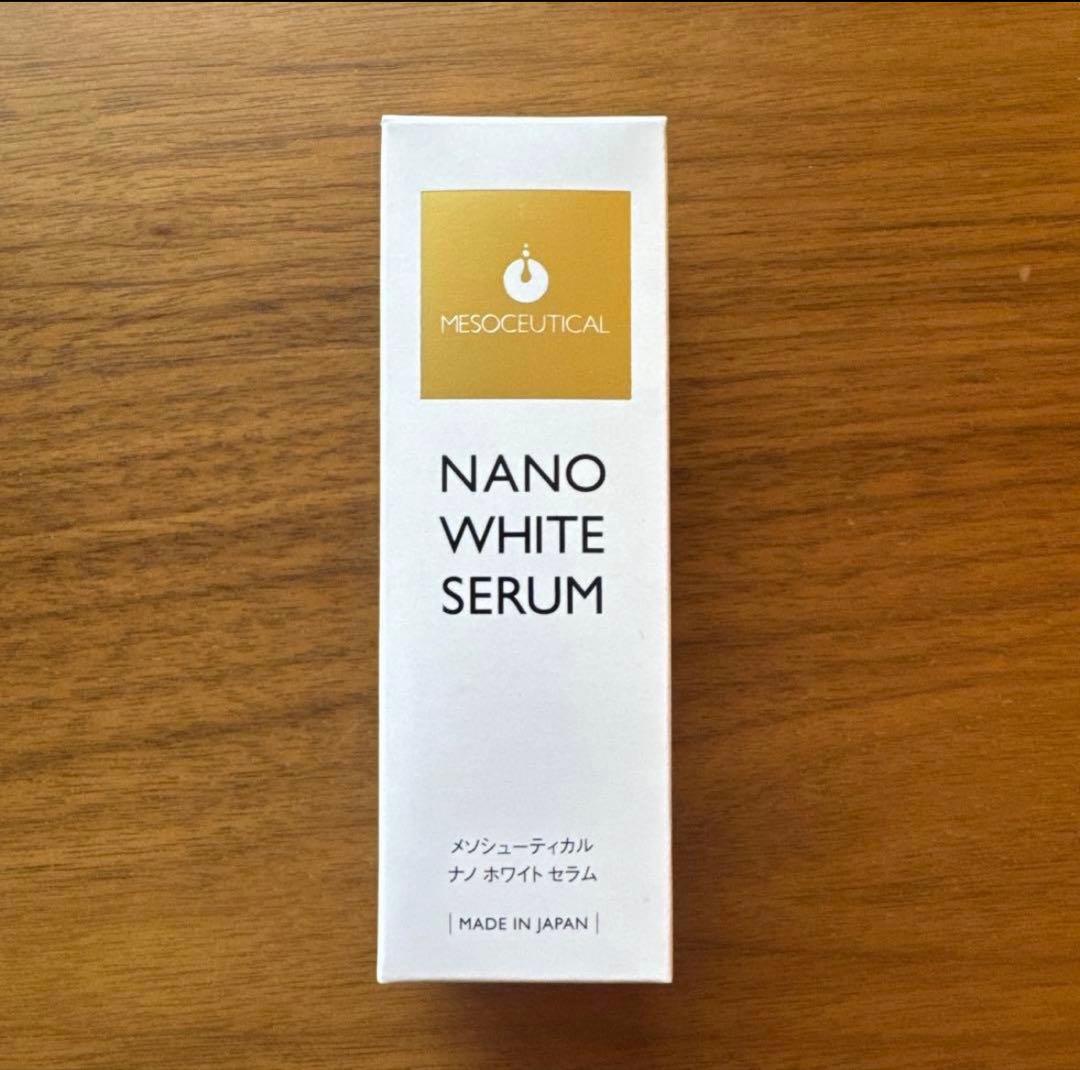 MESOCEUTICAL
NANO
WHITE
SERUM
メソシューティカル
ナノ ホワイト セラム
| MADE IN JAPAN |